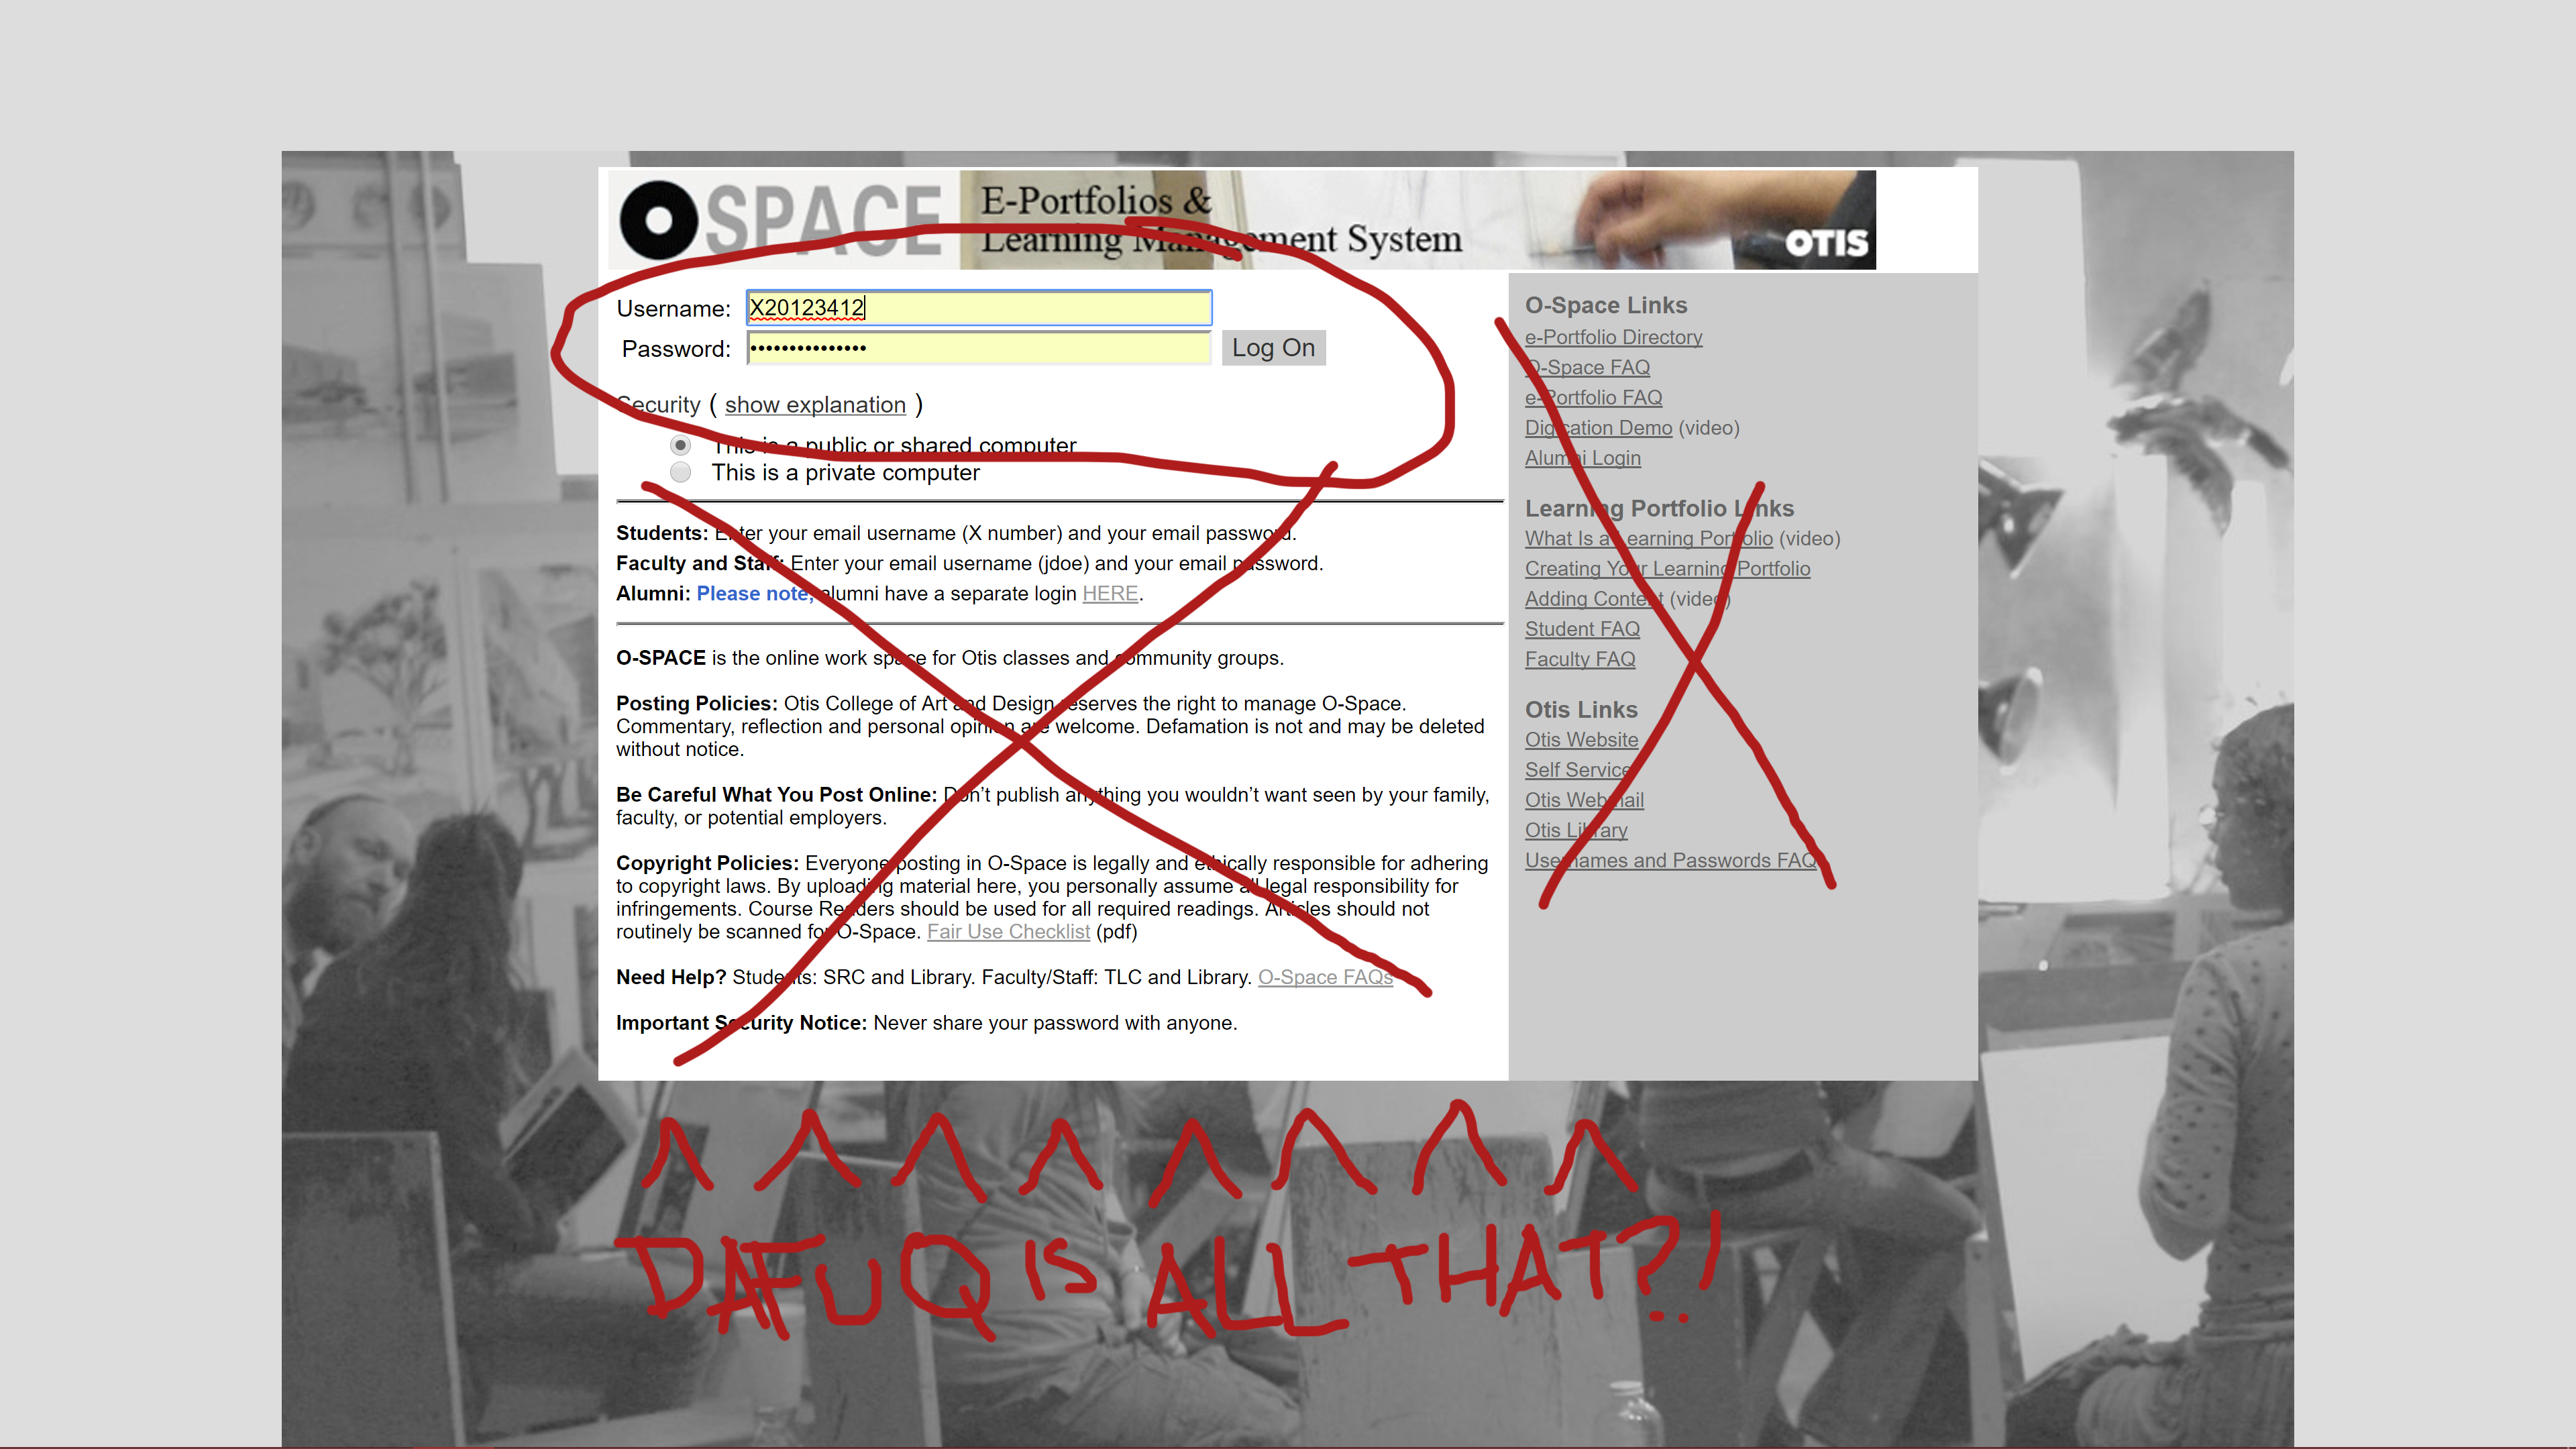 O SPACE
E-Portfolios &
Learning Management System
OTIS
Username: X20123412
Password: •••••••••••••••
Log On
Security ( show explanation )
This is a public or shared computer
This is a private computer
Students: Enter your email username (X number) and your email password.
Faculty and Staff: Enter your email username (jdoe) and your email password.
Alumni: Please note, alumni have a separate login HERE.
O-SPACE is the online work space for Otis classes and community groups.
Posting Policies: Otis College of Art and Design reserves the right to manage O-Space.
Commentary, reflection and personal opinion are welcome. Defamation is not and may be deleted
without notice.
Be Careful What You Post Online: Don’t publish anything you wouldn’t want seen by your family,
faculty, or potential employers.
Copyright Policies: Everyone posting in O-Space is legally and ethically responsible for adhering
to copyright laws. By uploading material here, you personally assume all legal responsibility for
infringements. Course Readers should be used for all required readings. Articles should not
routinely be scanned for O-Space. Fair Use Checklist (pdf)
Need Help? Students: SRC and Library. Faculty/Staff: TLC and Library. O-Space FAQs
Important Security Notice: Never share your password with anyone.
O-Space Links
e-Portfolio Directory
O-Space FAQ
e-Portfolio FAQ
Digication Demo (video)
Alumni Login
Learning Portfolio Links
What Is a Learning Portfolio (video)
Creating Your Learning Portfolio
Adding Content (video)
Student FAQ
Faculty FAQ
Otis Links
Otis Website
Self Service
Otis Webmail
Otis Library
Usernames and Passwords FAQ
^ ^ ^ ^ ^ ^ ^ ^
DAFUQ IS ALL THAT?!